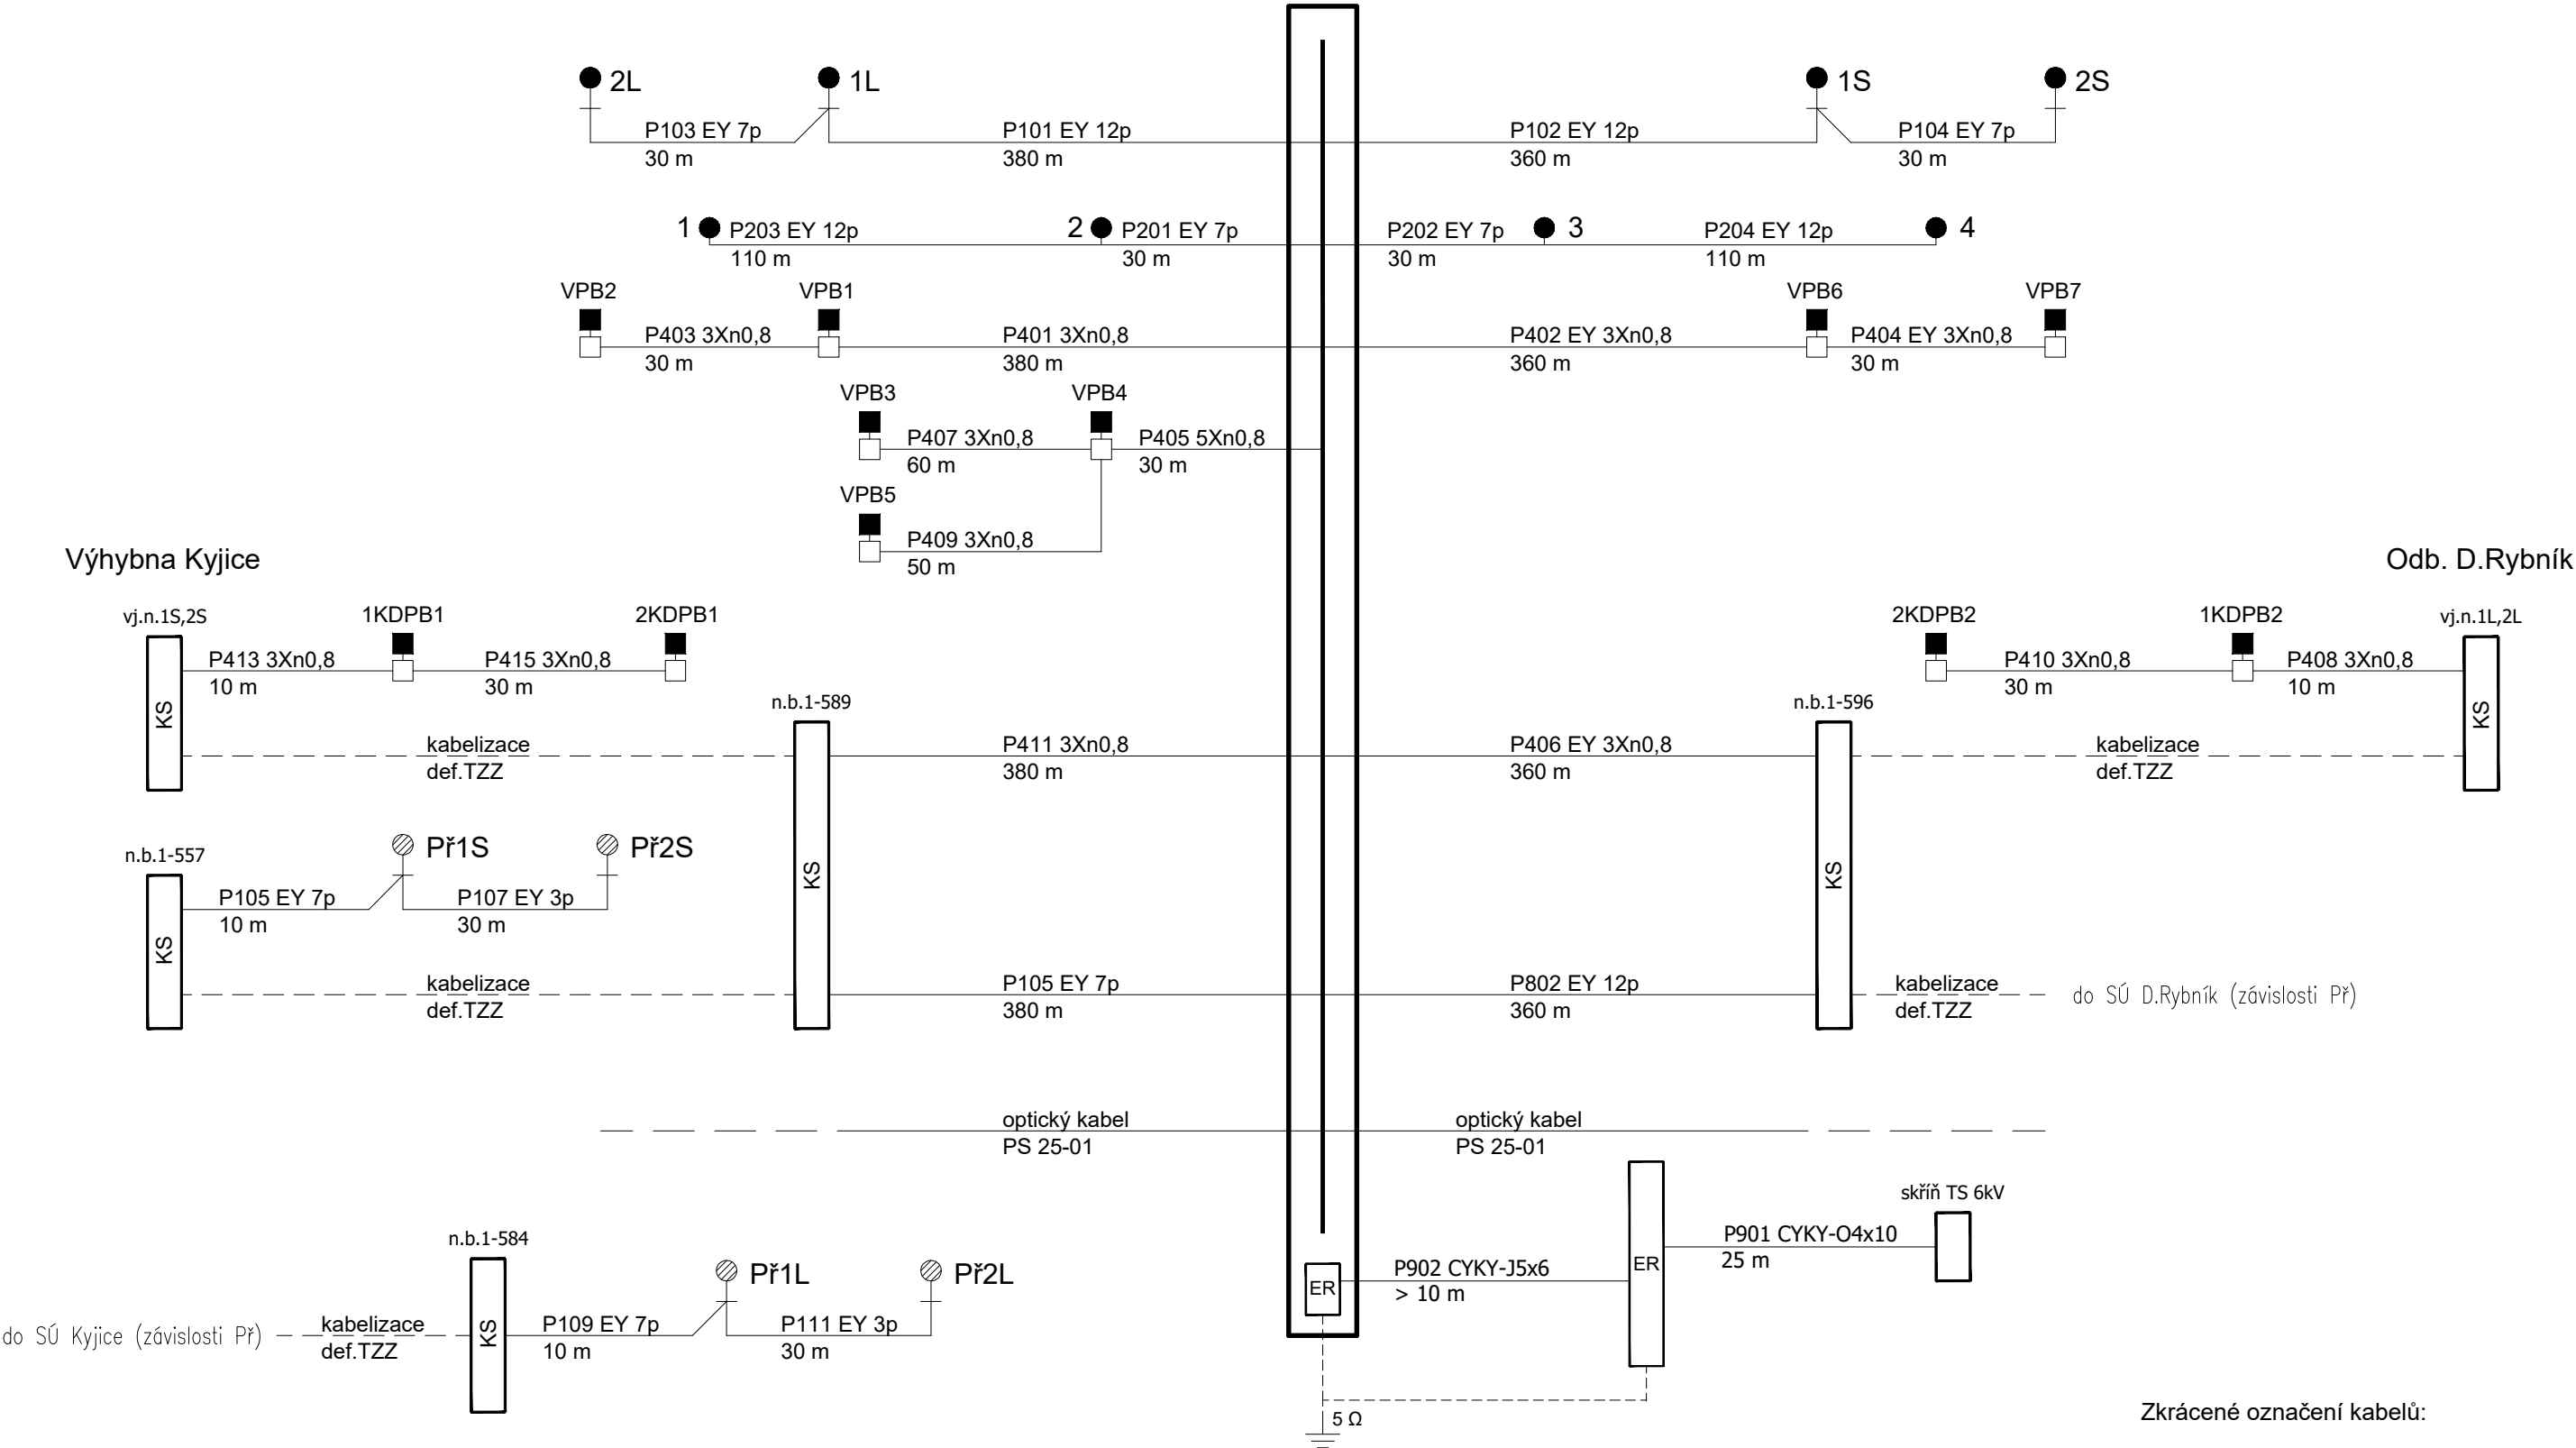 2L
1L
1S
2S
P103 EY 7p
30 m
P101 EY 12p
380 m
P102 EY 12p
360 m
P104 EY 7p
30 m
1
P203 EY 12p
110 m
2
P201 EY 7p
30 m
P202 EY 7p
30 m
3
P204 EY 12p
110 m
4
VPB2
VPB1
VPB6
VPB7
P403 3Xn0,8
30 m
P401 3Xn0,8
380 m
P402 EY 3Xn0,8
360 m
P404 EY 3Xn0,8
30 m
VPB3
VPB4
P407 3Xn0,8
60 m
P405 5Xn0,8
30 m
VPB5
P409 3Xn0,8
50 m
Výhybna Kyjice
Odb. D.Rybník
vj.n.1S,2S
1KDPB1
2KDPB1
2KDPB2
1KDPB2
vj.n.1L,2L
P413 3Xn0,8
10 m
P415 3Xn0,8
30 m
P410 3Xn0,8
30 m
P408 3Xn0,8
10 m
KS
KS
n.b.1-589
n.b.1-596
kabelizace
def.TZZ
P411 3Xn0,8
380 m
P406 EY 3Xn0,8
360 m
kabelizace
def.TZZ
n.b.1-557
Př1S
Př2S
KS
KS
P105 EY 7p
10 m
P107 EY 3p
30 m
KS
kabelizace
def.TZZ
P105 EY 7p
380 m
P802 EY 12p
360 m
kabelizace
def.TZZ
do SÚ D.Rybník (závislosti Př)
optický kabel
PS 25-01
optický kabel
PS 25-01
skříň TS 6kV
P901 CYKY-O4x10
25 m
ER
P902 CYKY-J5x6
> 10 m
ER
n.b.1-584
Př1L
Př2L
do SÚ Kyjice (závislosti Př)
kabelizace
def.TZZ
KS
P109 EY 7p
10 m
P111 EY 3p
30 m
5 Ω
Zkrácené označení kabelů: